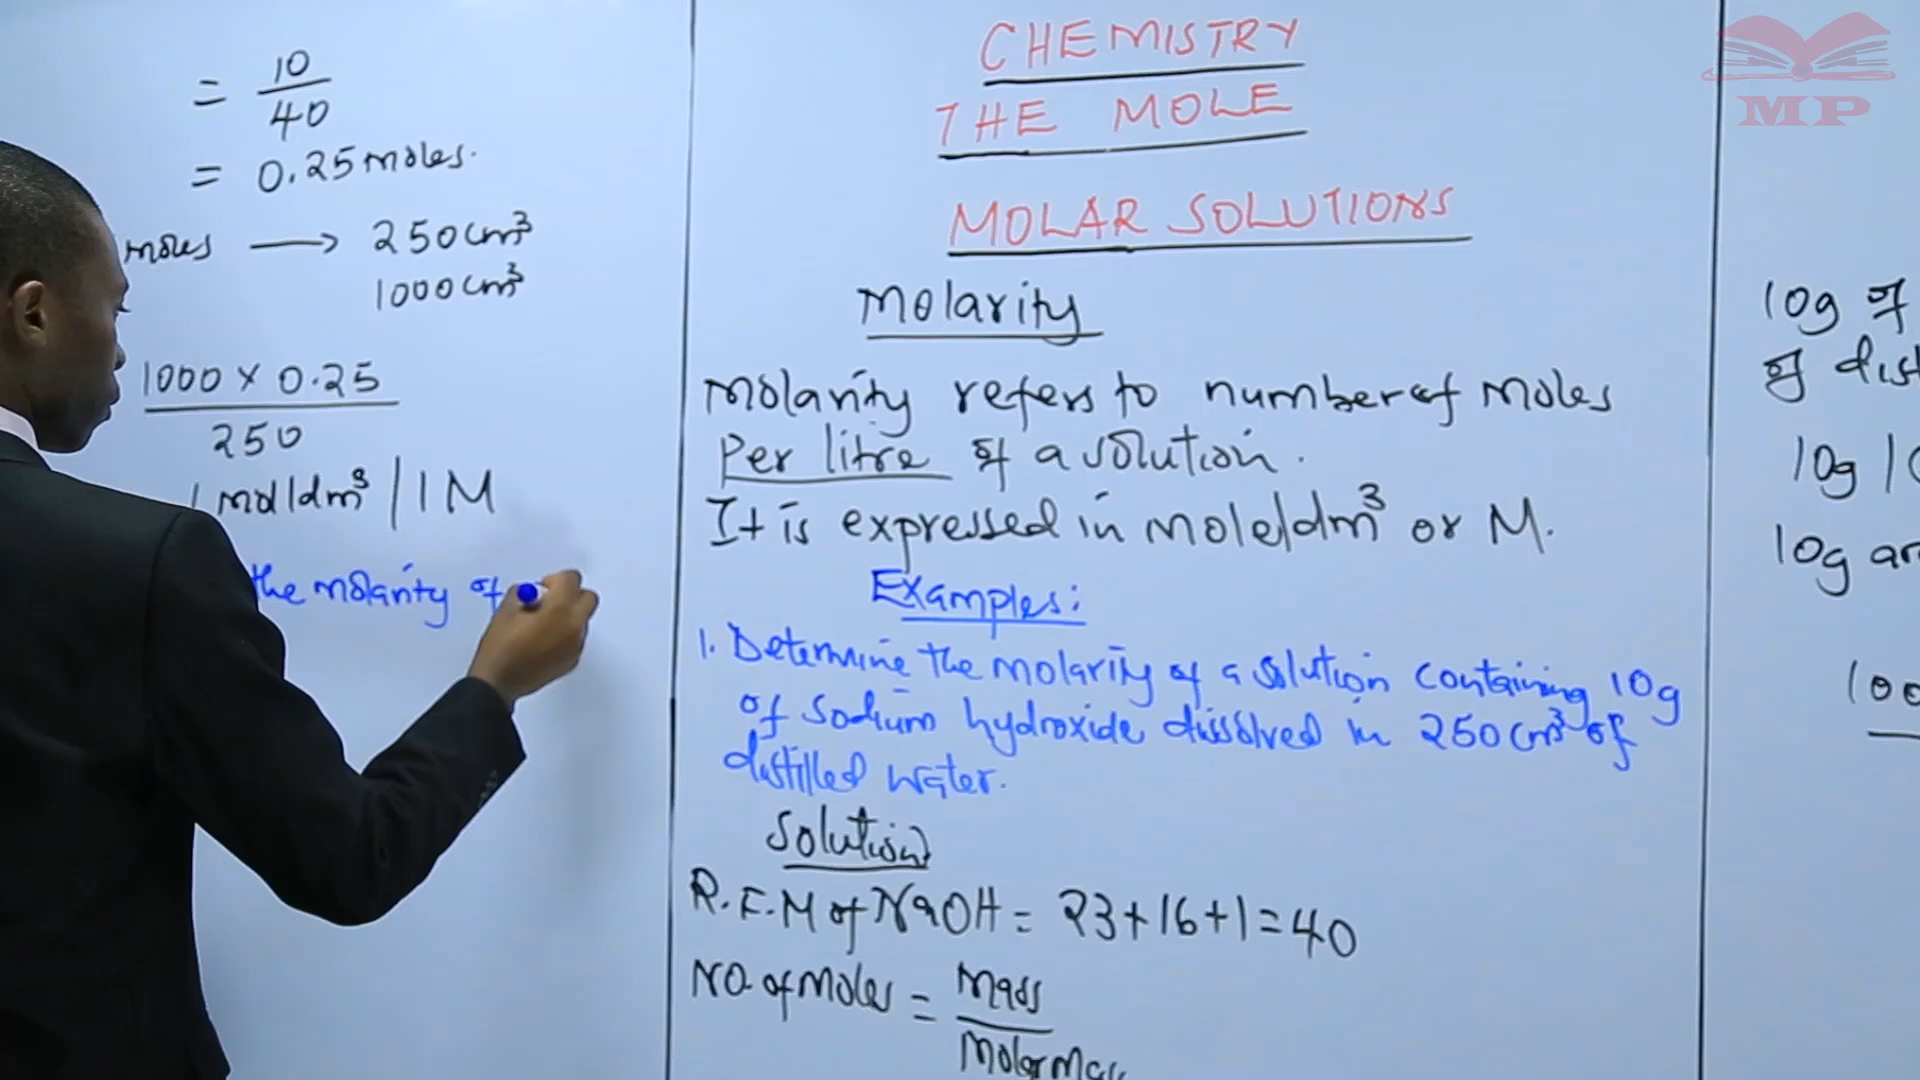 = 10
40
= 0.25 moles.
moles → 250cm³
1000cm³
1000 × 0.25
250
1 mol/dm³ / 1M
the molarity of
CHEMISTRY
THE MOLE
MOLAR SOLUTIONS
Molarity
Molarity refers to number of moles
Per litre of a solution.
It is expressed in mole/dm³ or M.
Examples:
1. Determine the molarity of a solution containing 10g
of sodium hydroxide dissolved in 250cm³ of
distilled water.
Solution
R.F.M of NaOH = 23+16+1=40
NO. of moles = Mass
Molar Mass
MP
10g of
of dist
10g
10g
100